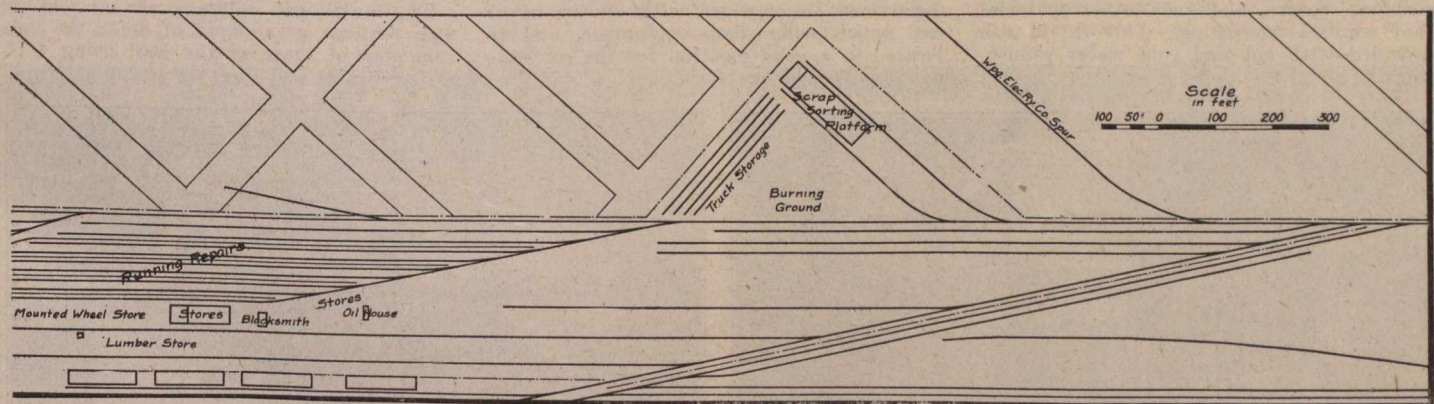 Wpg Elec Ry Co. Spur
Scale
in feet
100 50' 0 100 200 300
Scrap
Sorting
Platform
Truck Storage
Burning
Ground
Running Repairs
Stores
Mounted Wheel Store
Stores
Blacksmith
Oil House
Lumber Store